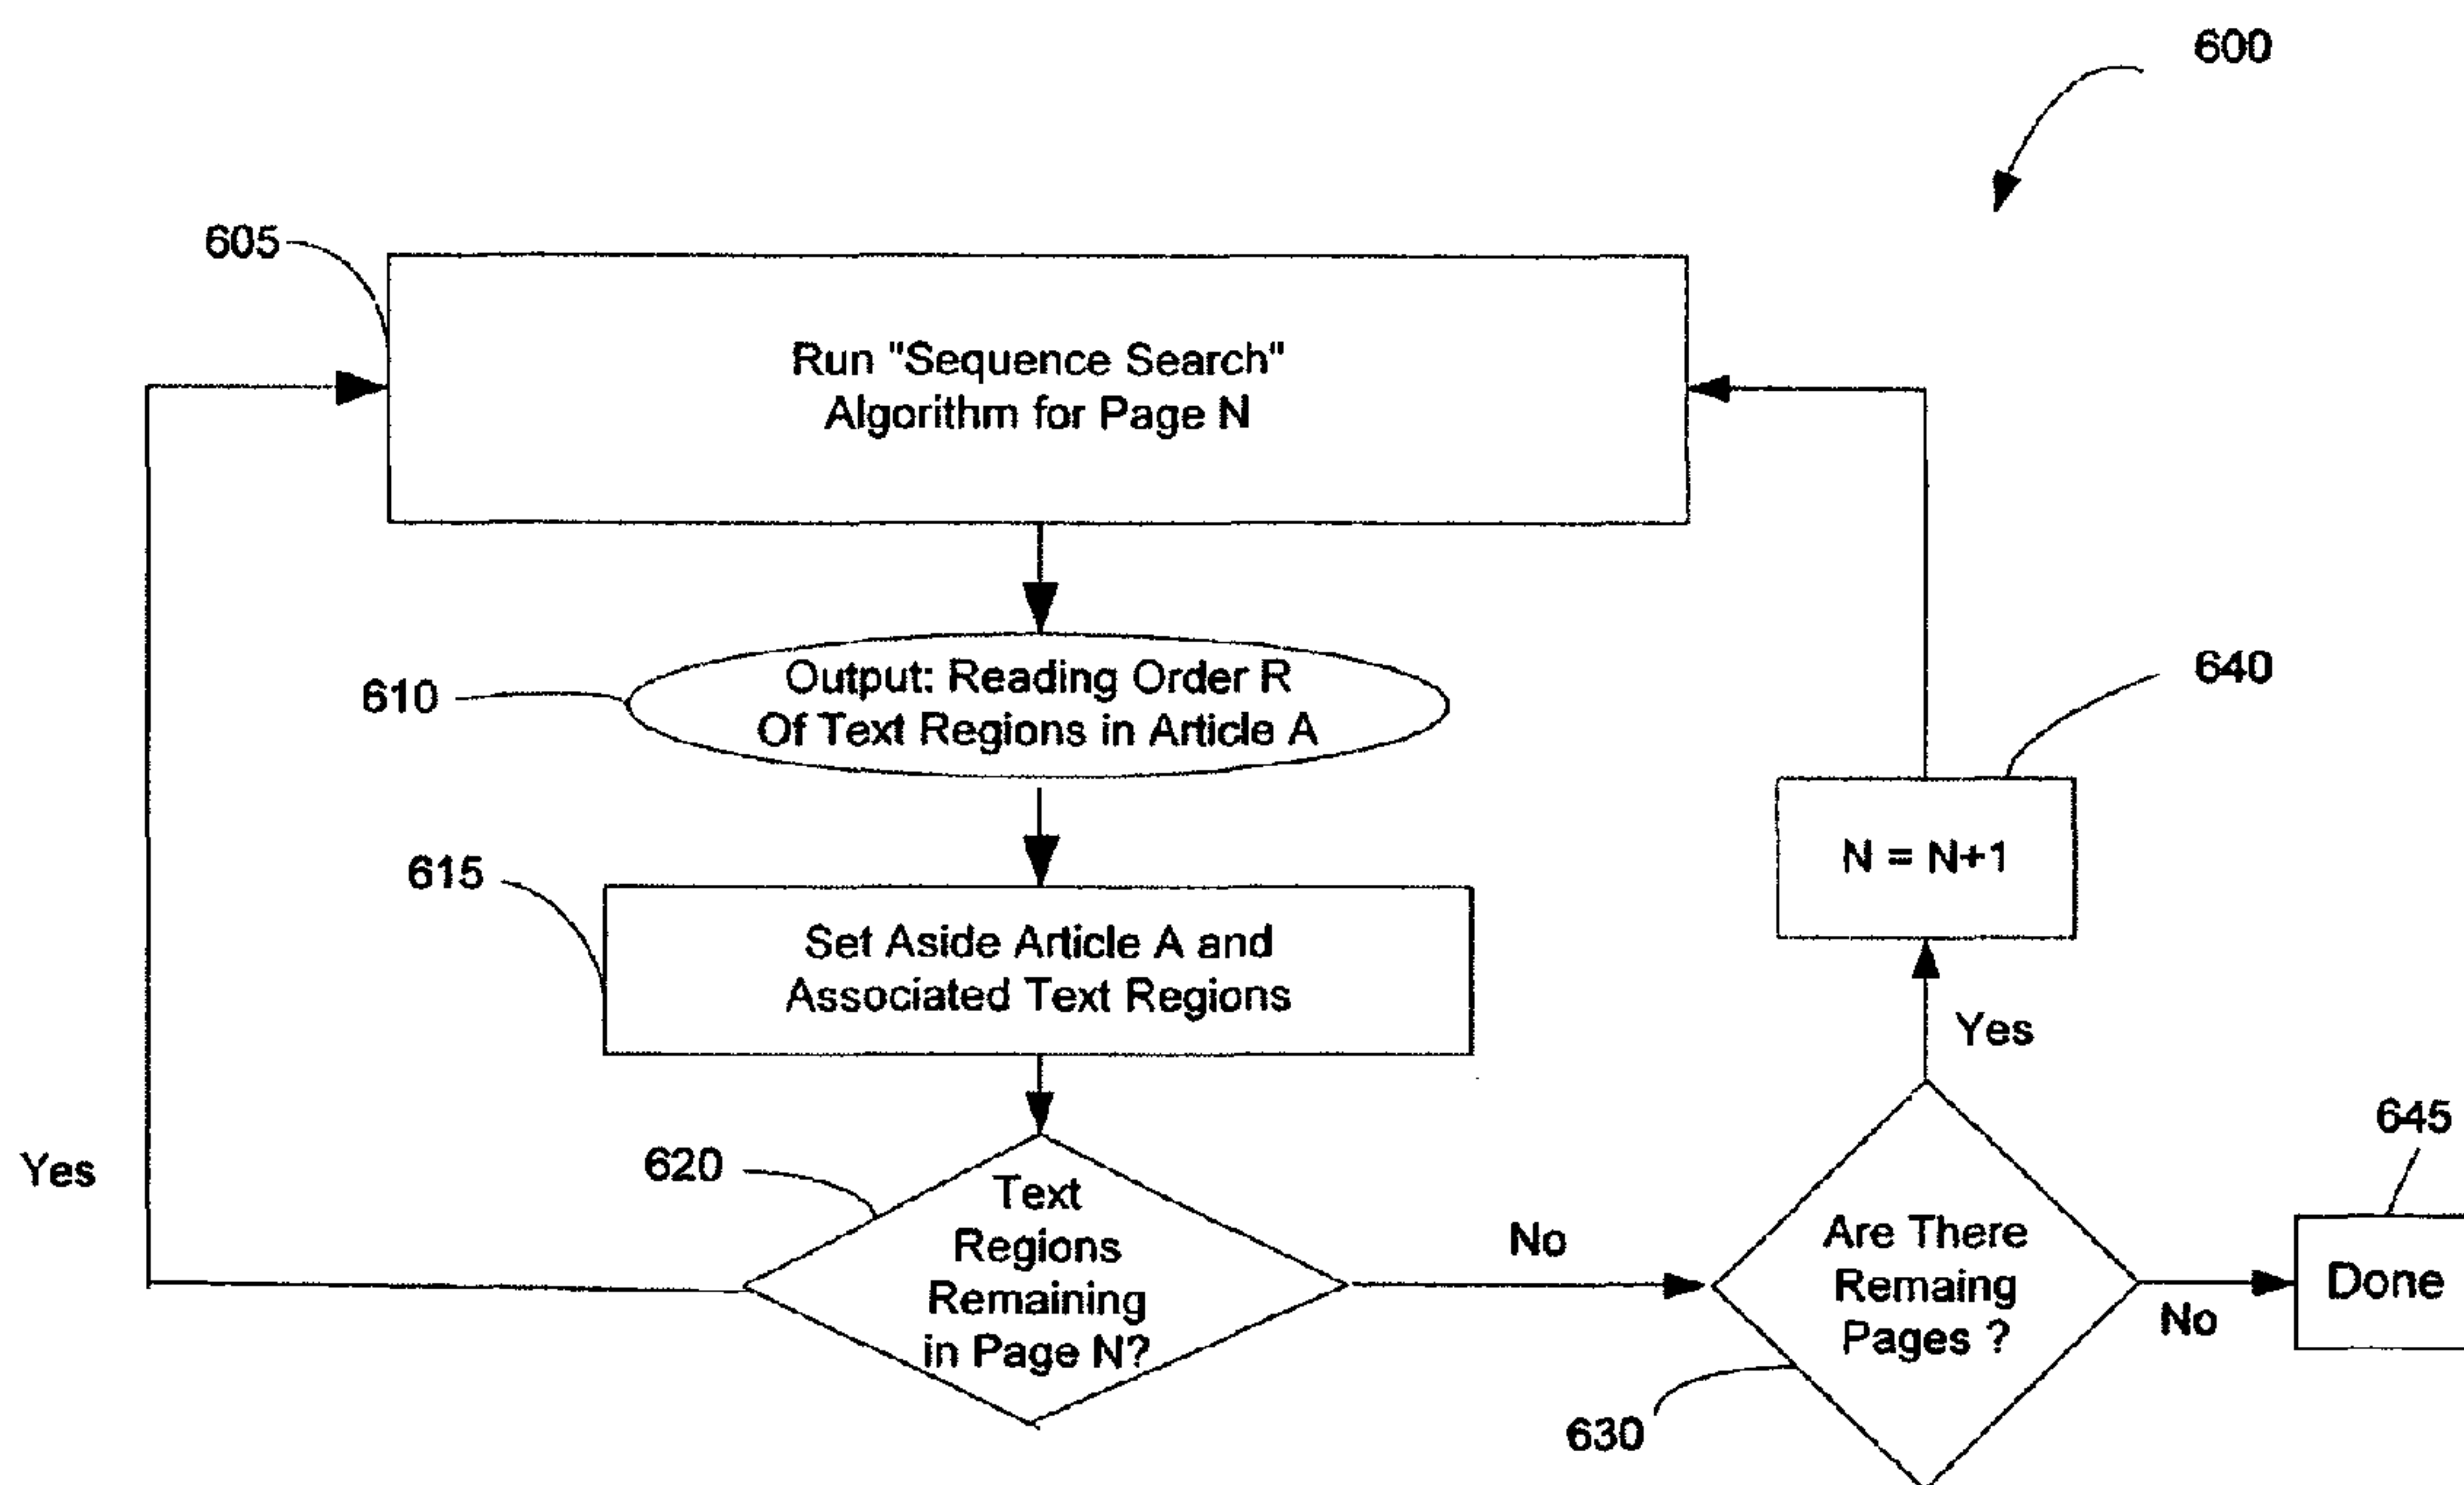 600
605
Run "Sequence Search"
Algorithm for Page N
610
Output: Reading Order R
Of Text Regions in Article A
640
615
Set Aside Article A and
Associated Text Regions
N = N+1
Yes
645
Yes
620
Text
Regions
Remaining
in Page N?
No
Are There
Remaing
Pages ?
No
Done
630